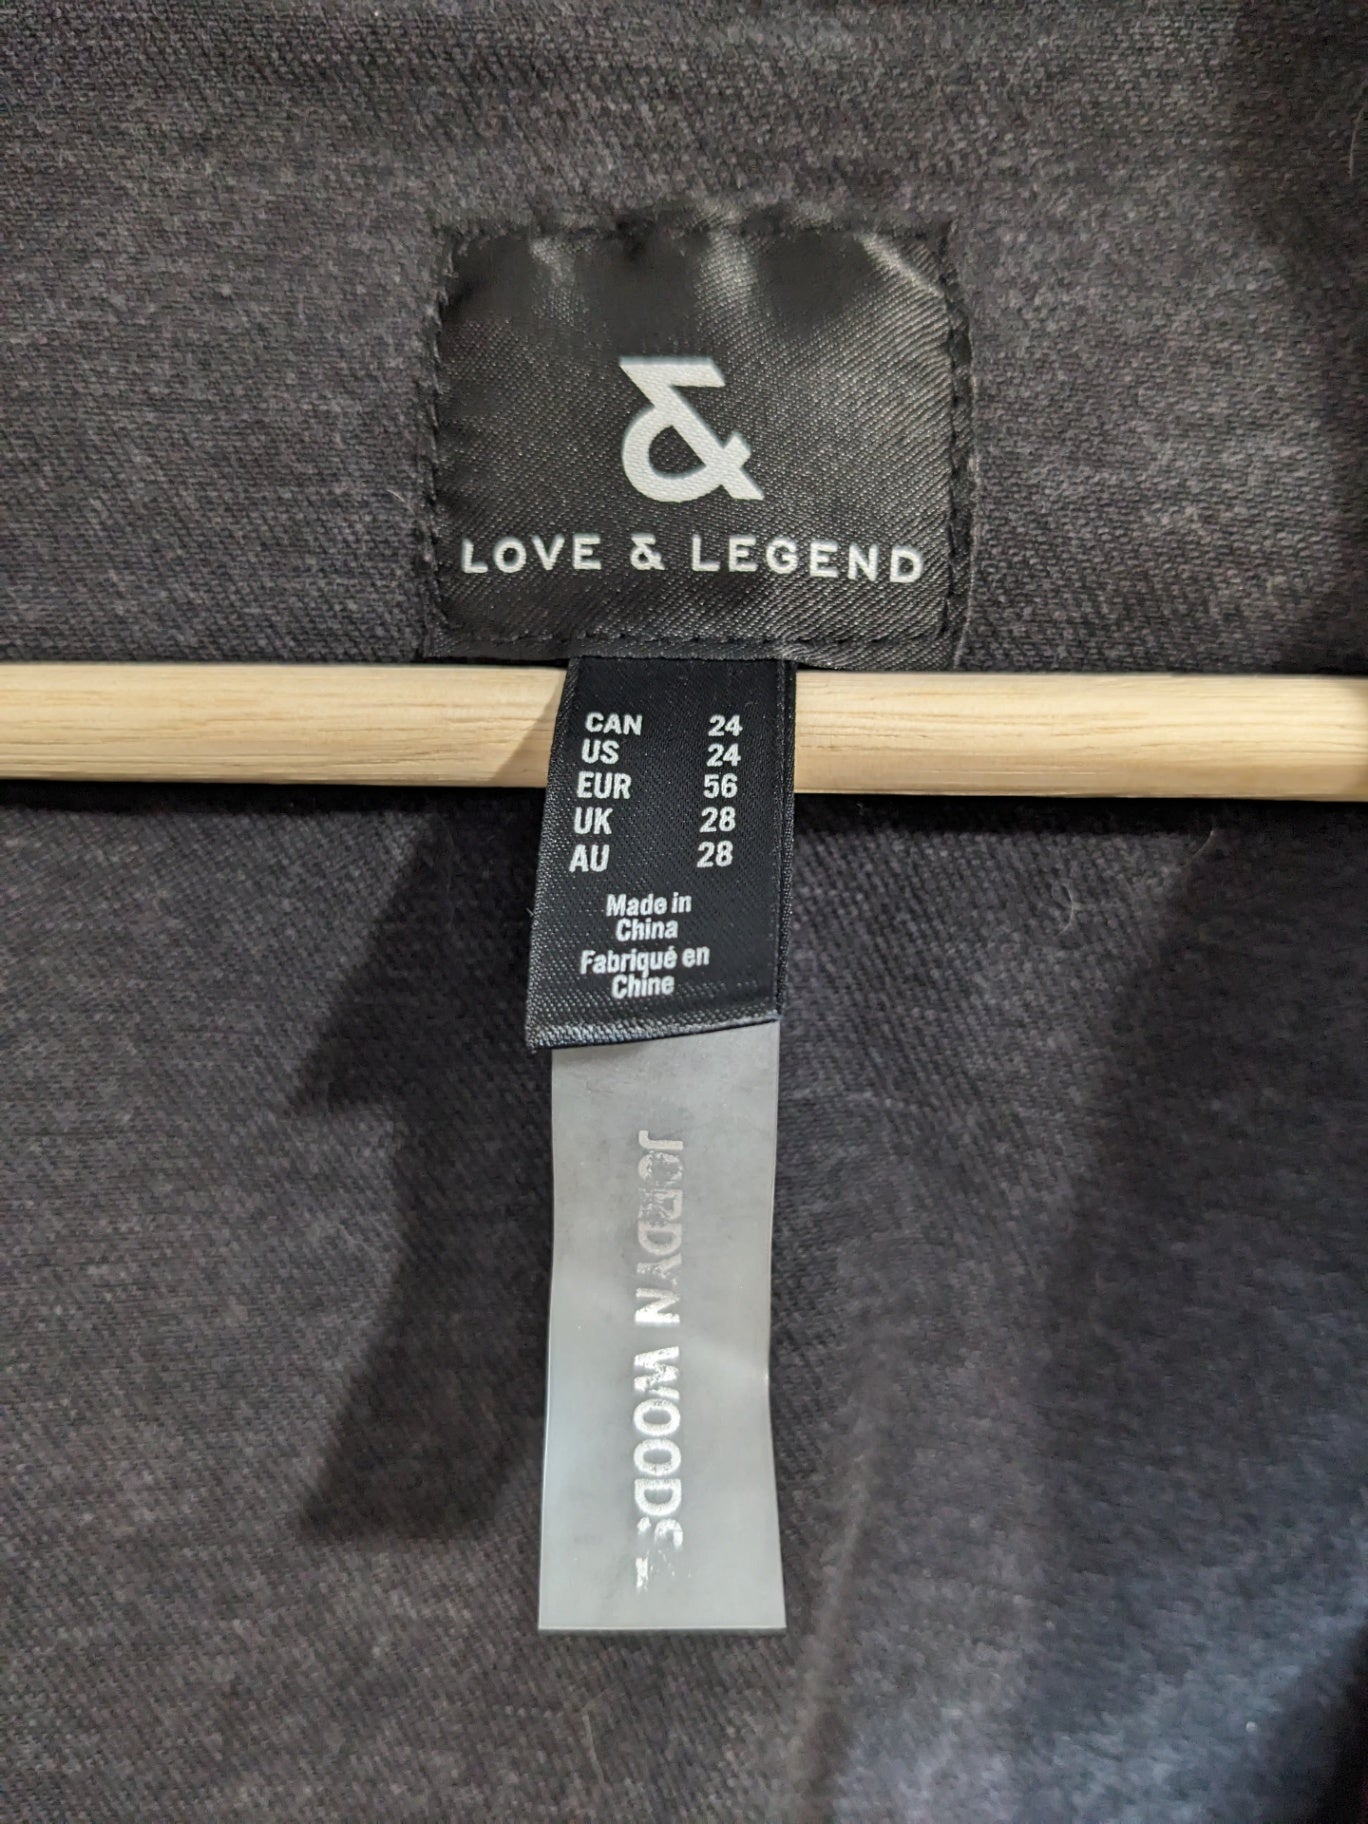 &
LOVE & LEGEND
CAN 24
US 24
EUR 56
UK 28
AU 28
Made in
China
Fabriqué en
Chine
JORDYN WOODS